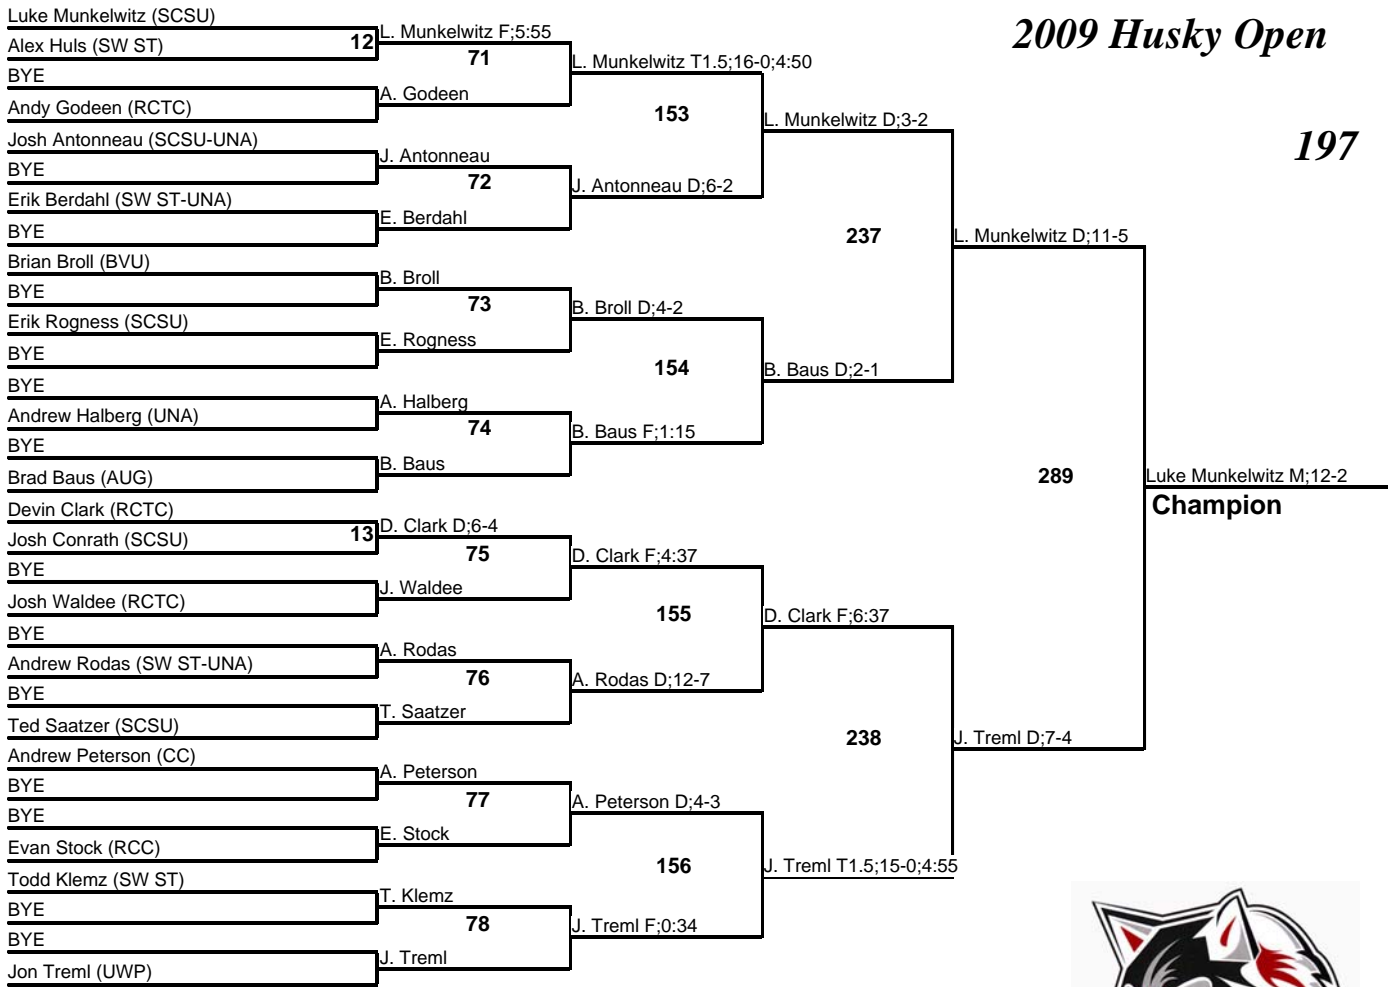 2009 Husky Open
197
Luke Munkelwitz (SCSU)
Alex Huls (SW ST)
BYE
Andy Godeen (RCTC)
Josh Antonneau (SCSU-UNA)
BYE
Erik Berdahl (SW ST-UNA)
BYE
Brian Broll (BVU)
BYE
Erik Rogness (SCSU)
BYE
BYE
Andrew Halberg (UNA)
BYE
Brad Baus (AUG)
Devin Clark (RCTC)
Josh Conrath (SCSU)
BYE
Josh Waldee (RCTC)
BYE
Andrew Rodas (SW ST-UNA)
BYE
Ted Saatzer (SCSU)
Andrew Peterson (CC)
BYE
BYE
Evan Stock (RCC)
Todd Klemz (SW ST)
BYE
BYE
Jon Treml (UWP)
12
13
L. Munkelwitz F;5:55
71
A. Godeen
J. Antonneau
72
E. Berdahl
B. Broll
73
E. Rogness
A. Halberg
74
B. Baus
D. Clark D;6-4
75
J. Waldee
A. Rodas
76
T. Saatzer
A. Peterson
77
E. Stock
T. Klemz
78
J. Treml
L. Munkelwitz T1.5;16-0;4:50
153
J. Antonneau D;6-2
B. Broll D;4-2
154
B. Baus F;1:15
D. Clark F;4:37
155
A. Rodas D;12-7
A. Peterson D;4-3
156
J. Treml F;0:34
L. Munkelwitz D;3-2
237
B. Baus D;2-1
D. Clark F;6:37
238
J. Treml T1.5;15-0;4:55
L. Munkelwitz D;11-5
289
J. Treml D;7-4
Luke Munkelwitz M;12-2
Champion